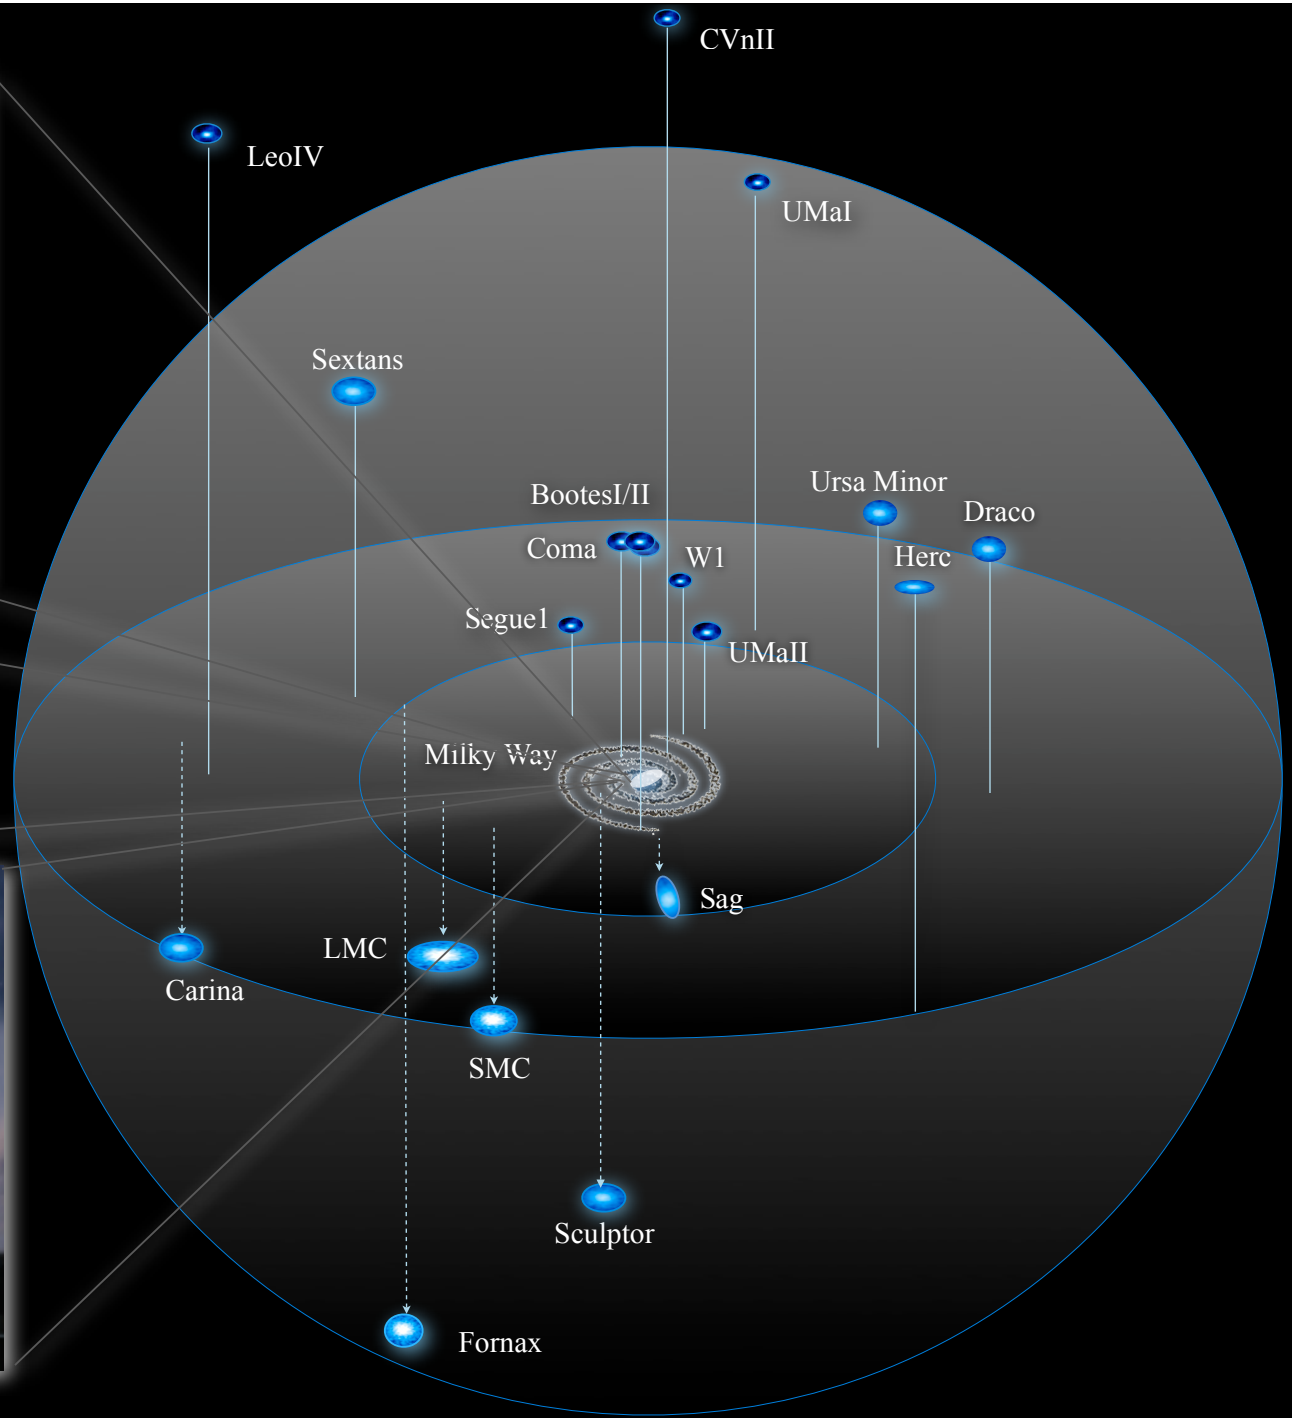 CVnII
LeoIV
UMaI
Sextans
Ursa Minor
BootesI/II
Draco
Coma
W1
Herc
Segue1
UMaII
Milky Way
Sag
LMC
Carina
SMC
Sculptor
Fornax